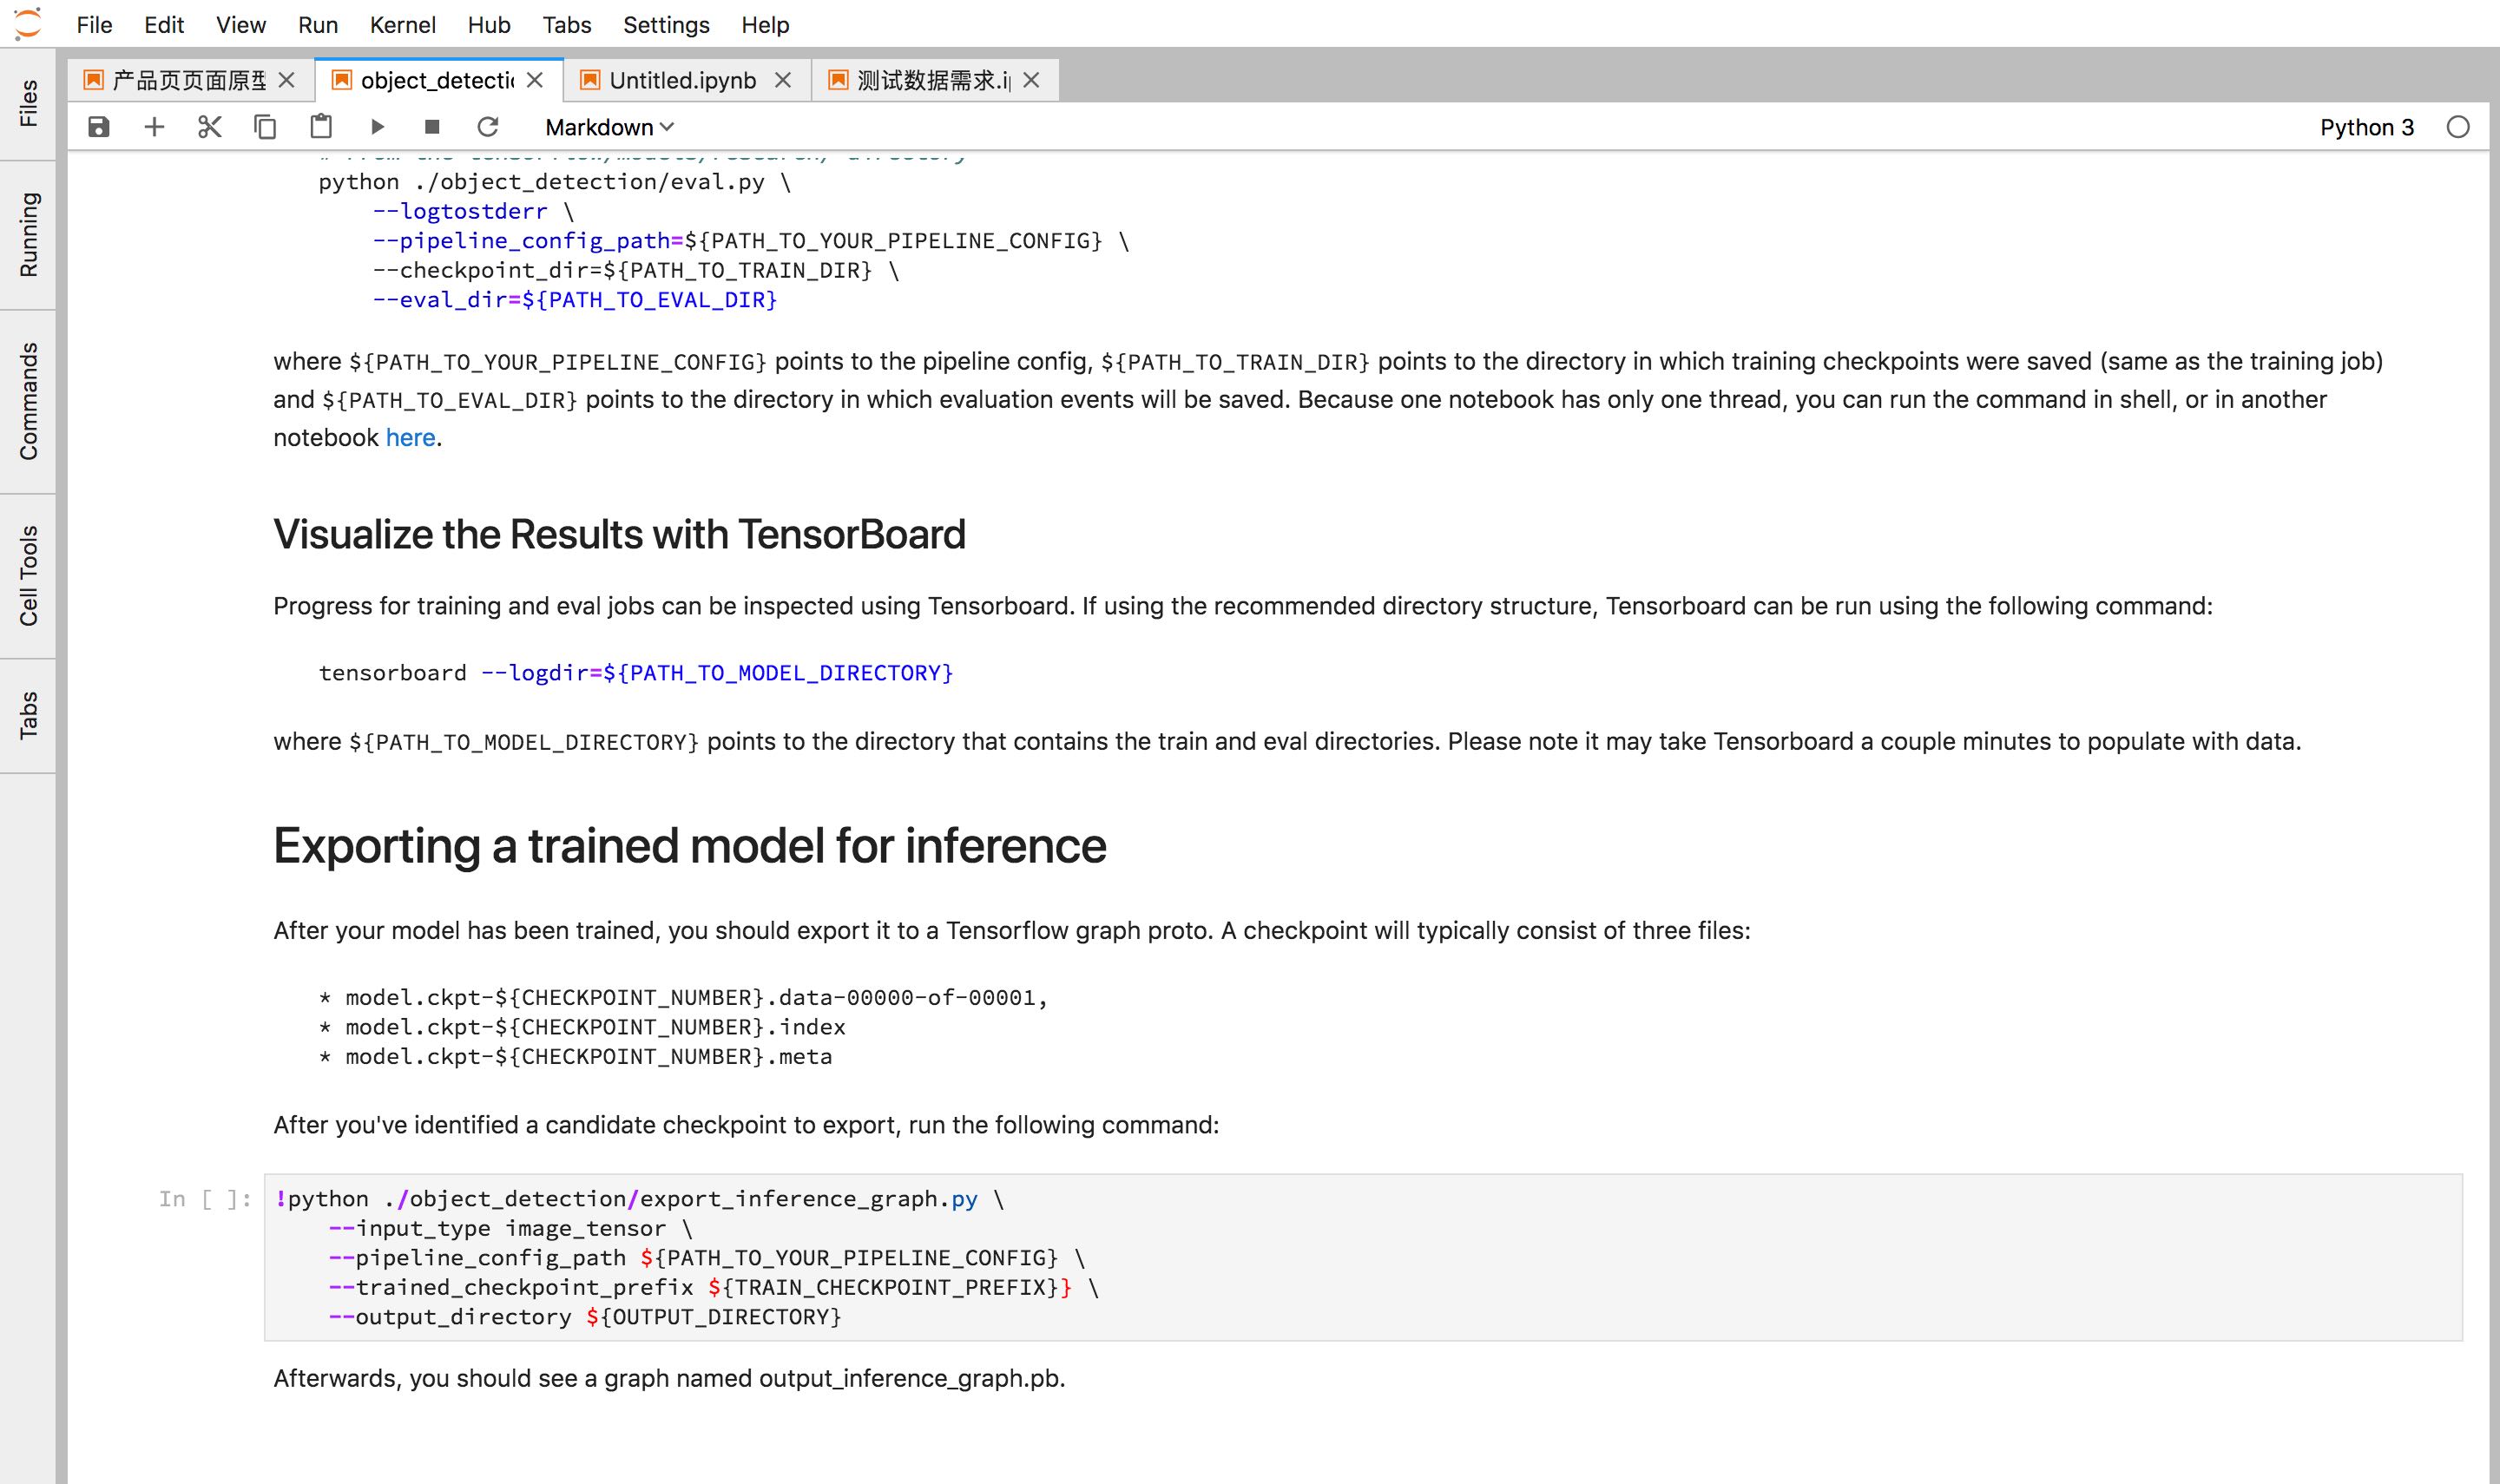 File Edit View Run Kernel Hub Tabs Settings Help
Files
Running
Commands
Cell Tools
Tabs
产品页页面原型
object_detectio
Untitled.ipynb
测试数据需求.i
Markdown
Python 3
# From the tensorflow/models/research/ directory
python ./object_detection/eval.py \
--logtostderr \
--pipeline_config_path=${PATH_TO_YOUR_PIPELINE_CONFIG} \
--checkpoint_dir=${PATH_TO_TRAIN_DIR} \
--eval_dir=${PATH_TO_EVAL_DIR}
where ${PATH_TO_YOUR_PIPELINE_CONFIG} points to the pipeline config, ${PATH_TO_TRAIN_DIR} points to the directory in which training checkpoints were saved (same as the training job)
and ${PATH_TO_EVAL_DIR} points to the directory in which evaluation events will be saved. Because one notebook has only one thread, you can run the command in shell, or in another
notebook here.
Visualize the Results with TensorBoard
Progress for training and eval jobs can be inspected using Tensorboard. If using the recommended directory structure, Tensorboard can be run using the following command:
tensorboard --logdir=${PATH_TO_MODEL_DIRECTORY}
where ${PATH_TO_MODEL_DIRECTORY} points to the directory that contains the train and eval directories. Please note it may take Tensorboard a couple minutes to populate with data.
Exporting a trained model for inference
After your model has been trained, you should export it to a Tensorflow graph proto. A checkpoint will typically consist of three files:
* model.ckpt-${CHECKPOINT_NUMBER}.data-00000-of-00001,
* model.ckpt-${CHECKPOINT_NUMBER}.index
* model.ckpt-${CHECKPOINT_NUMBER}.meta
After you've identified a candidate checkpoint to export, run the following command:
In [ ]:
!python ./object_detection/export_inference_graph.py \
--input_type image_tensor \
--pipeline_config_path ${PATH_TO_YOUR_PIPELINE_CONFIG} \
--trained_checkpoint_prefix ${TRAIN_CHECKPOINT_PREFIX}} \
--output_directory ${OUTPUT_DIRECTORY}
Afterwards, you should see a graph named output_inference_graph.pb.